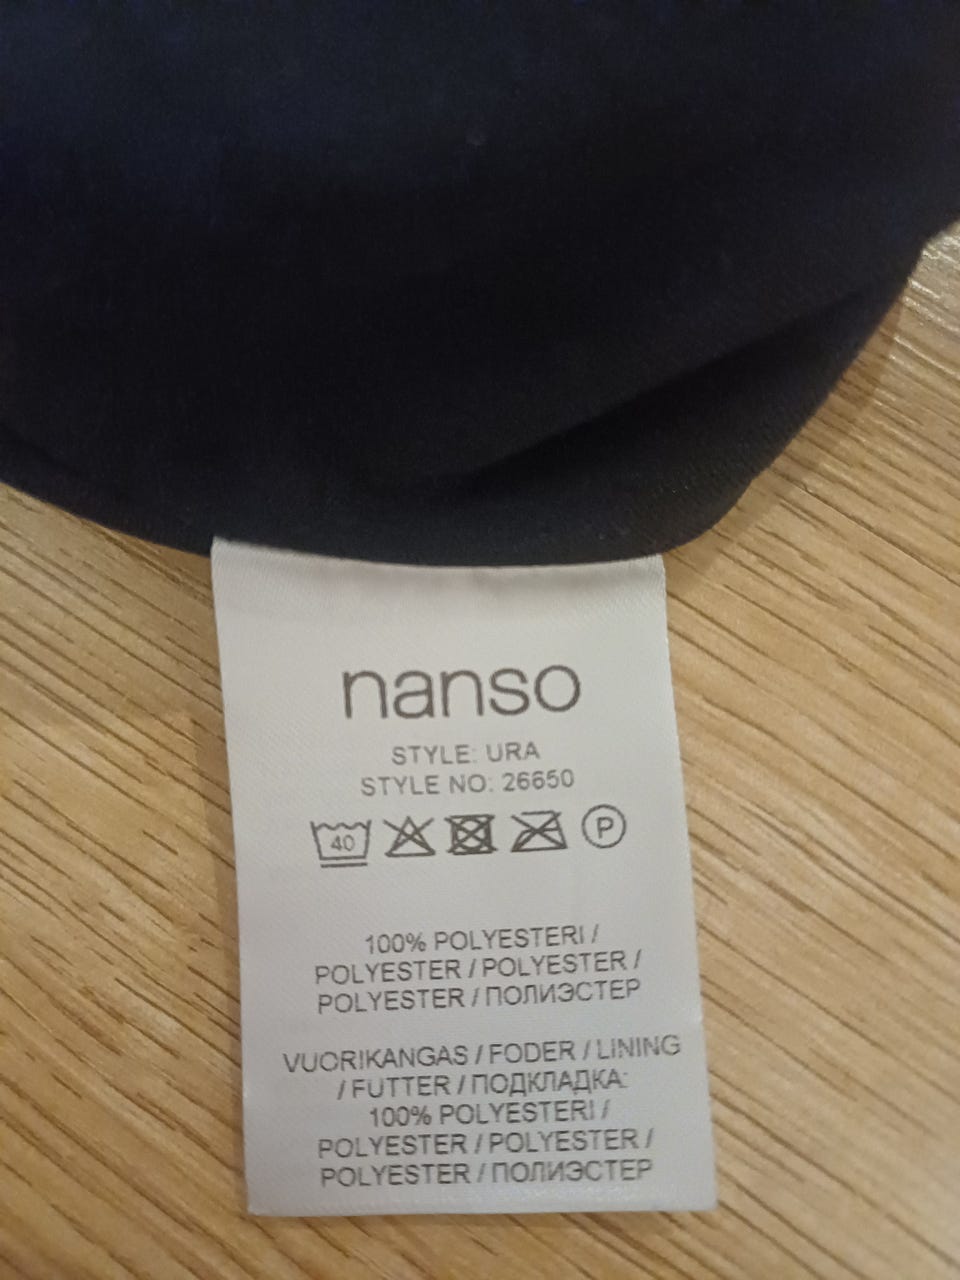 nanso
STYLE: URA
STYLE NO: 26650
40 P
100% POLYESTERI /
POLYESTER / POLYESTER /
POLYESTER / ПОЛИЭСТЕР
VUORIKANGAS / FODER / LINING
/ FUTTER / ПОДКЛАДКА:
100% POLYESTERI /
POLYESTER / POLYESTER /
POLYESTER / ПОЛИЭСТЕР